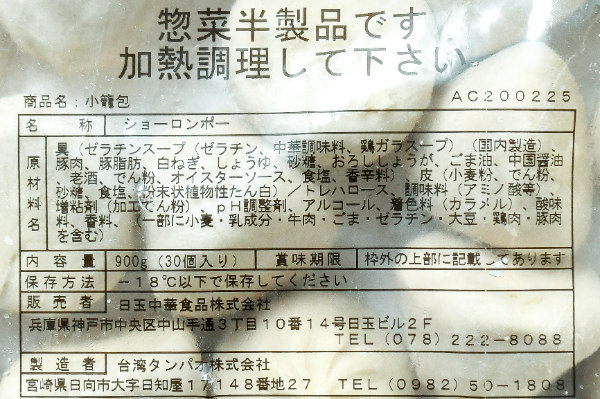 惣菜半製品です
加熱調理して下さい
商品名：小籠包 AC200225
名称 ショーロンポー
原材料名 具（ゼラチンスープ（ゼラチン、中華調味料、鶏ガラスープ）（国内製造）、
豚肉、豚脂肪、白ねぎ、しょうゆ、砂糖、おろししょうが、ごま油、中国醤油
、老酒、でん粉、オイスターソース、食塩、香辛料）、皮（小麦粉、でん粉、
砂糖、食塩、粉末状植物性たん白）／トレハロース、調味料（アミノ酸等）、
増粘剤（加工でん粉）、pH調整剤、アルコール、着色料（カラメル）、酸味
料、香料、（一部に小麦・乳成分・牛肉・ごま・ゼラチン・大豆・鶏肉・豚肉
を含む）
内容量 900g（30個入り） 賞味期限 枠外の上部に記載してあります
保存方法 －18℃以下で保存してください
販売者 日玉中華食品株式会社
兵庫県神戸市中央区中山手通3丁目10番14号日玉ビル2F
TEL（078）222－8088
製造者 台湾タンパオ株式会社
宮崎県日向市大字日知屋17148番地27 TEL（0982）50－1808